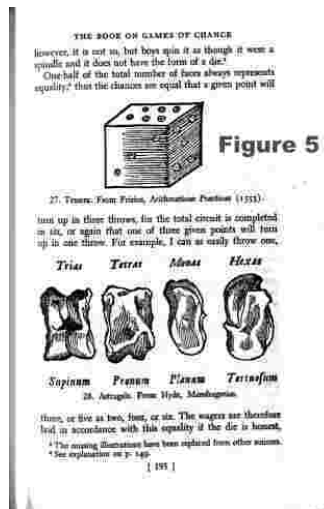 THE BOOK ON GAMES OF CHANCE
however, it is not so, but boys spin it as though it were a
spindle and it does not have the form of a die.⁵
One-half of the total number of faces always represents
equality;⁶ thus the chances are equal that a given point will
Figure 5
27. Tessera. From Frisius, Arithmeticae Practicae (1553).
turn up in three throws, for the total circuit is completed
in six, or again that one of three given points will turn
up in one throw. For example, I can as easily throw one,
Trias Tetras Monas Hexas
Supinum Pronum Planum Tortuosum
28. Astragali. From Hyde, Mandragorias.
three, or five as two, four, or six. The wagers are therefore
laid in accordance with this equality if the die is honest,
The missing illustrations have been replaced from other sources.
⁶ See explanation on p. 149.
[ 195 ]